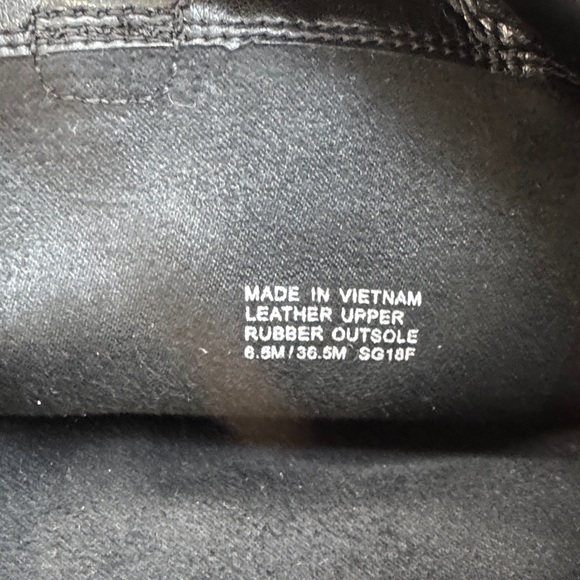 MADE IN VIETNAM
LEATHER UPPER
RUBBER OUTSOLE
6.5M/36.5M SG18F